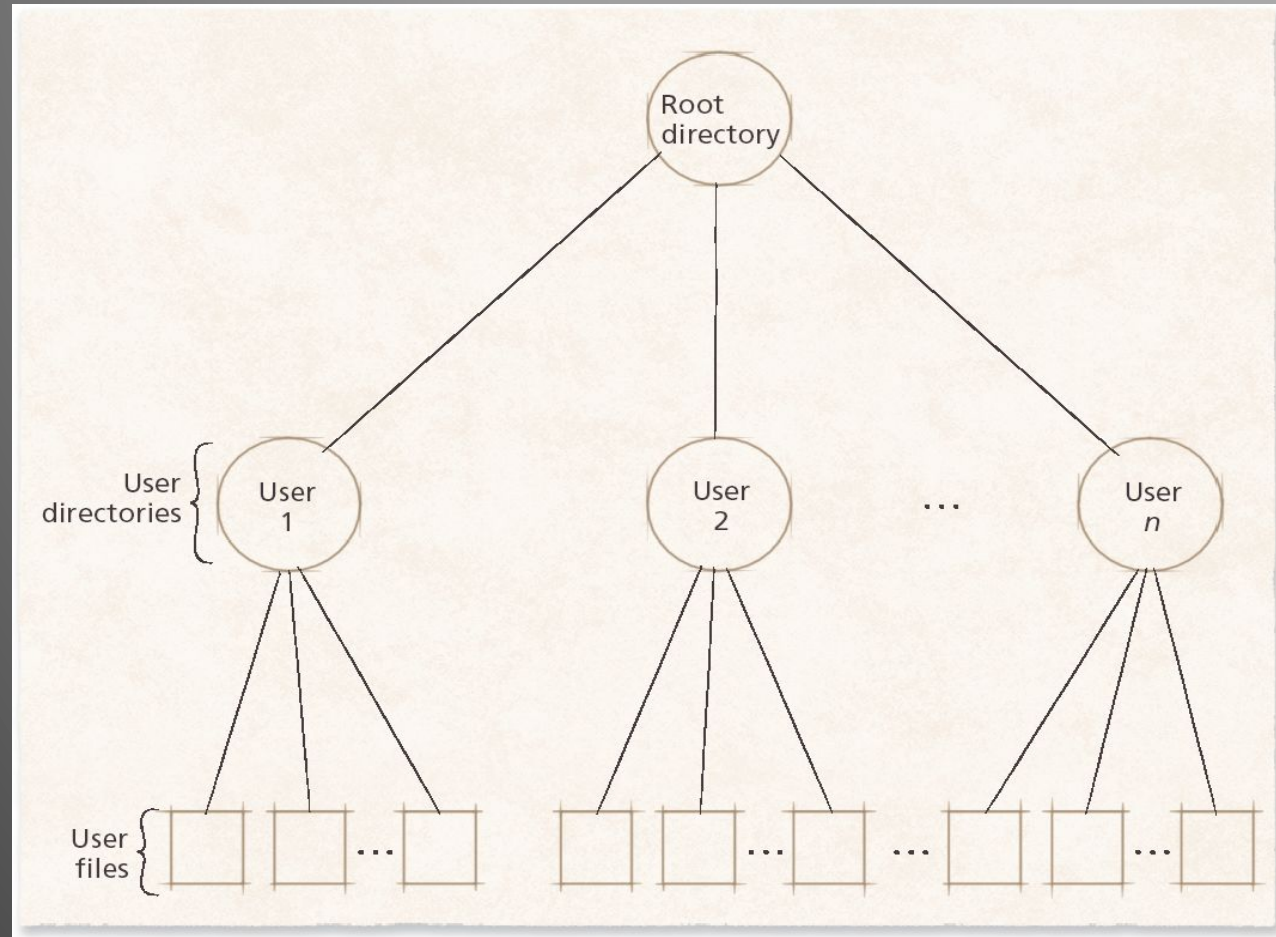 Root
directory
User
directories
User
1
User
2
...
User
n
User
files
...
...
...
...